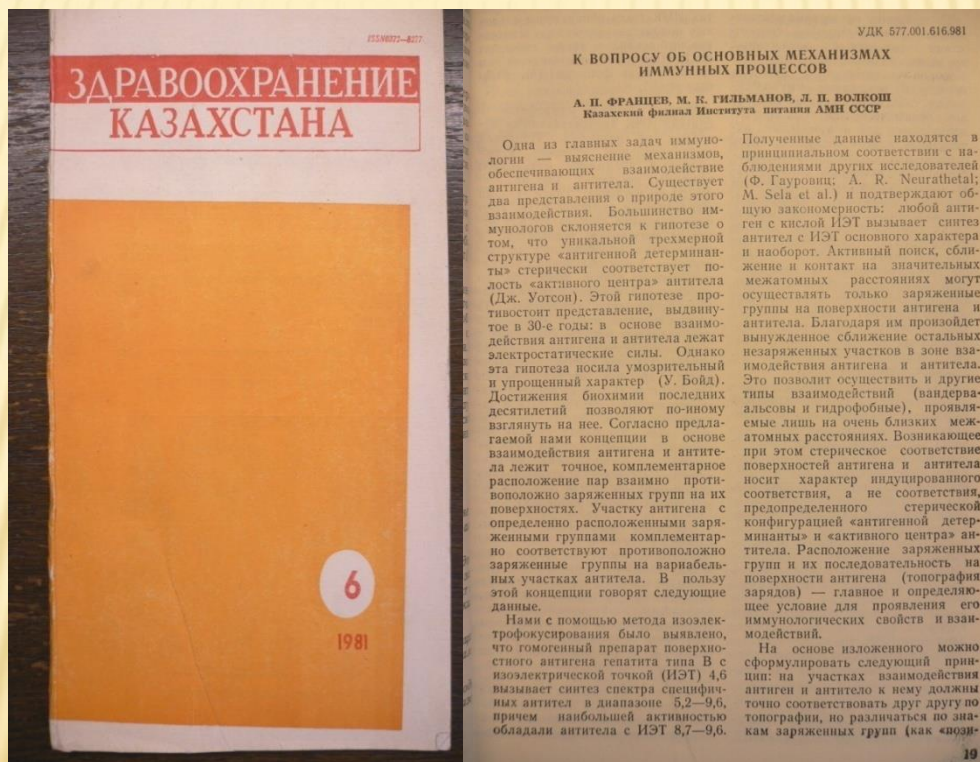 ISSN0372-8277
ЗДРАВООХРАНЕНИЕ
КАЗАХСТАНА
6
1981
УДК 577.001.616.981
К ВОПРОСУ ОБ ОСНОВНЫХ МЕХАНИЗМАХ
ИММУННЫХ ПРОЦЕССОВ
А. П. ФРАНЦЕВ, М. К. ГИЛЬМАНОВ, Л. П. ВОЛКОШ
Казахский филиал Института питания АМН СССР
Одна из главных задач иммуно-
логии — выяснение механизмов,
обеспечивающих взаимодействие
антигена и антитела. Существует
два представления о природе этого
взаимодействия. Большинство им-
мунологов склоняется к гипотезе о
том, что уникальной трехмерной
структуре «антигенной детерминан-
ты» стерически соответствует по-
лость «активного центра» антитела
(Дж. Уотсон). Этой гипотезе про-
тивостоит представление, выдвину-
тое в 30-е годы: в основе взаимо-
действия антигена и антитела лежат
электростатические силы. Однако
эта гипотеза носила умозрительный
и упрощенный характер (У. Бойд).
Достижения биохимии последних
десятилетий позволяют по-иному
взглянуть на нее. Согласно предла-
гаемой нами концепции в основе
взаимодействия антигена и антите-
ла лежит точное, комплементарное
расположение пар взаимно проти-
воположно заряженных групп на их
поверхностях. Участку антигена с
определенно расположенными заря-
женными группами комплементар-
но соответствуют противоположно
заряженные группы на вариабель-
ных участках антитела. В пользу
этой концепции говорят следующие
данные.
Нами с помощью метода изоэлек-
трофокусирования было выявлено,
что гомогенный препарат поверхно-
стного антигена гепатита типа В с
изоэлектрической точкой (ИЭТ) 4,6
вызывает синтез спектра специфич-
ных антител в диапазоне 5,2—9,6,
причем наибольшей активностью
обладали антитела с ИЭТ 8,7—9,6.
Полученные данные находятся в
принципиальном соответствии с на-
блюдениями других исследователей
(Ф. Гауровиц; A. R. Neurathetal;
M. Sela et al.) и подтверждают об-
щую закономерность: любой анти-
ген с кислой ИЭТ вызывает синтез
антител с ИЭТ основного характера
и наоборот. Активный поиск, сбли-
жение и контакт на значительных
межатомных расстояниях могут
осуществлять только заряженные
группы на поверхности антигена и
антитела. Благодаря им произойдет
вынужденное сближение остальных
незаряженных участков в зоне вза-
имодействия антигена и антитела.
Это позволит осуществить и другие
типы взаимодействий (вандерва-
альсовы и гидрофобные), проявля-
емые лишь на очень близких меж-
атомных расстояниях. Возникающее
при этом стерическое соответствие
поверхностей антигена и антитела
носит характер индуцированного
соответствия, а не соответствия,
предопределенного стерической
конфигурацией «антигенной детер-
минанты» и «активного центра» ан-
титела. Расположение заряженных
групп и их последовательность на
поверхности антигена (топография
зарядов) — главное и определяю-
щее условие для проявления его
иммунологических свойств и взаи-
модействий.
На основе изложенного можно
сформулировать следующий прин-
цип: на участках взаимодействия
антиген и антитело к нему должны
точно соответствовать друг другу по
топографии, но различаться по зна-
кам заряженных групп (как «пози-
19